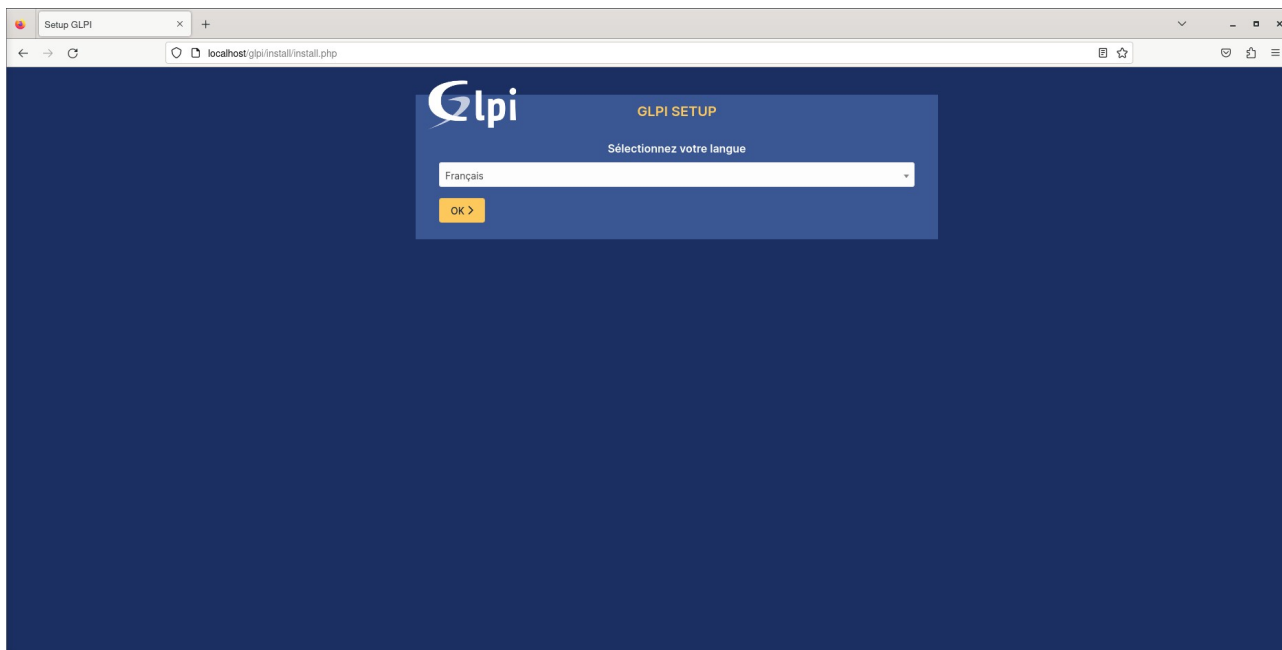 Setup GLPI
localhost/glpi/install/install.php
Glpi
GLPI SETUP
Sélectionnez votre langue
Français
OK